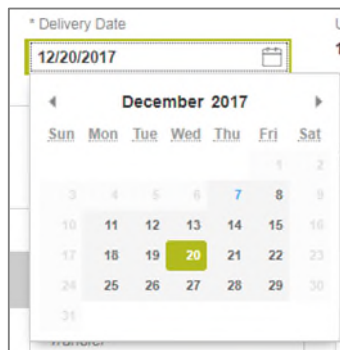 * Delivery Date
12/20/2017
December 2017
Sun Mon Tue Wed Thu Fri Sat
1 2
3 4 5 6 7 8 9
10 11 12 13 14 15 16
17 18 19 20 21 22 23
24 25 26 27 28 29 30
31